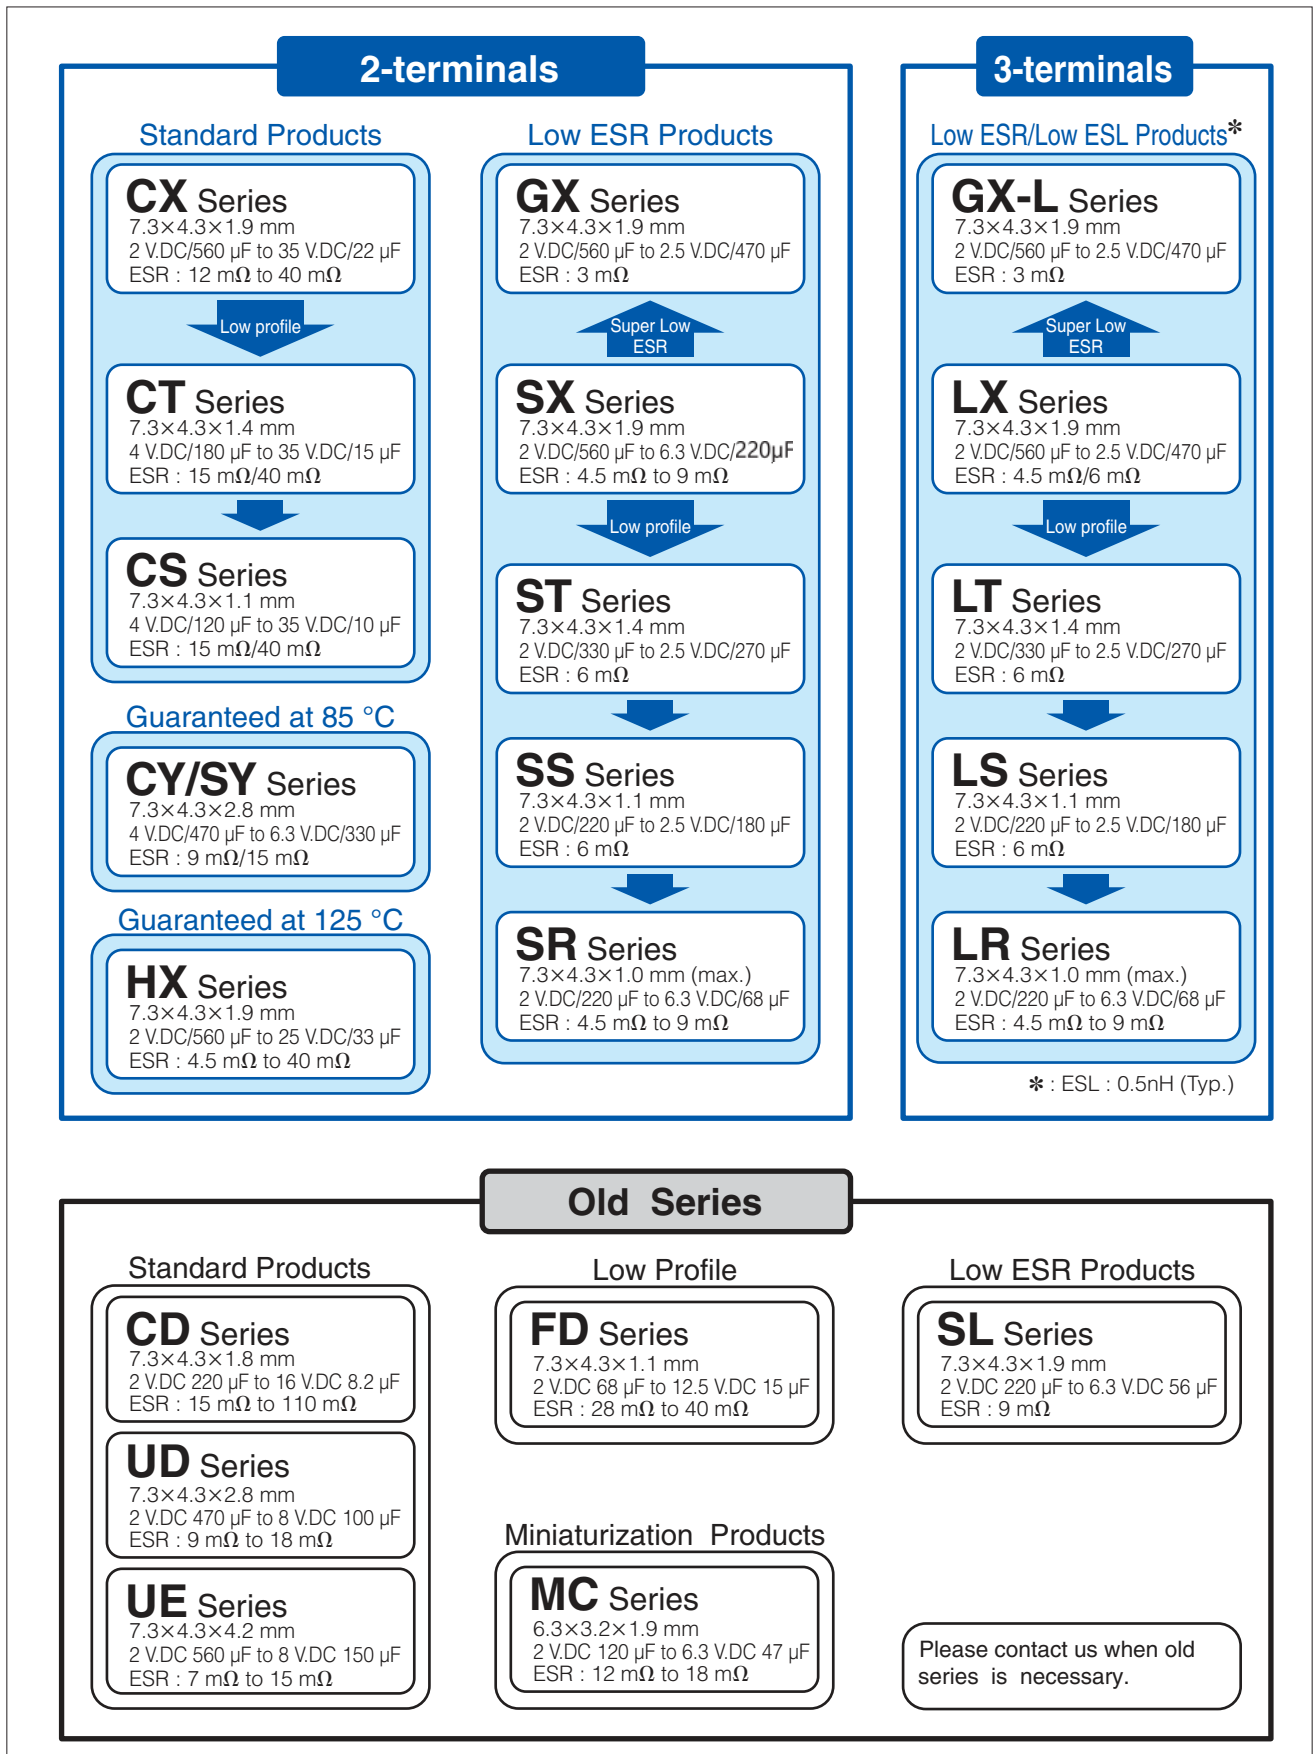 2-terminals
Standard Products
CX Series
7.3×4.3×1.9 mm
2 V.DC/560 µF to 35 V.DC/22 µF
ESR : 12 mΩ to 40 mΩ
Low profile
CT Series
7.3×4.3×1.4 mm
4 V.DC/180 µF to 35 V.DC/15 µF
ESR : 15 mΩ/40 mΩ
CS Series
7.3×4.3×1.1 mm
4 V.DC/120 µF to 35 V.DC/10 µF
ESR : 15 mΩ/40 mΩ
Guaranteed at 85 °C
CY/SY Series
7.3×4.3×2.8 mm
4 V.DC/470 µF to 6.3 V.DC/330 µF
ESR : 9 mΩ/15 mΩ
Guaranteed at 125 °C
HX Series
7.3×4.3×1.9 mm
2 V.DC/560 µF to 25 V.DC/33 µF
ESR : 4.5 mΩ to 40 mΩ
Low ESR Products
GX Series
7.3×4.3×1.9 mm
2 V.DC/560 µF to 2.5 V.DC/470 µF
ESR : 3 mΩ
Super Low
ESR
SX Series
7.3×4.3×1.9 mm
2 V.DC/560 µF to 6.3 V.DC/220µF
ESR : 4.5 mΩ to 9 mΩ
Low profile
ST Series
7.3×4.3×1.4 mm
2 V.DC/330 µF to 2.5 V.DC/270 µF
ESR : 6 mΩ
SS Series
7.3×4.3×1.1 mm
2 V.DC/220 µF to 2.5 V.DC/180 µF
ESR : 6 mΩ
SR Series
7.3×4.3×1.0 mm (max.)
2 V.DC/220 µF to 6.3 V.DC/68 µF
ESR : 4.5 mΩ to 9 mΩ
3-terminals
Low ESR/Low ESL Products*
GX-L Series
7.3×4.3×1.9 mm
2 V.DC/560 µF to 2.5 V.DC/470 µF
ESR : 3 mΩ
Super Low
ESR
LX Series
7.3×4.3×1.9 mm
2 V.DC/560 µF to 2.5 V.DC/470 µF
ESR : 4.5 mΩ/6 mΩ
Low profile
LT Series
7.3×4.3×1.4 mm
2 V.DC/330 µF to 2.5 V.DC/270 µF
ESR : 6 mΩ
LS Series
7.3×4.3×1.1 mm
2 V.DC/220 µF to 2.5 V.DC/180 µF
ESR : 6 mΩ
LR Series
7.3×4.3×1.0 mm (max.)
2 V.DC/220 µF to 6.3 V.DC/68 µF
ESR : 4.5 mΩ to 9 mΩ
* : ESL : 0.5nH (Typ.)
Old Series
Standard Products
CD Series
7.3×4.3×1.8 mm
2 V.DC 220 µF to 16 V.DC 8.2 µF
ESR : 15 mΩ to 110 mΩ
UD Series
7.3×4.3×2.8 mm
2 V.DC 470 µF to 8 V.DC 100 µF
ESR : 9 mΩ to 18 mΩ
UE Series
7.3×4.3×4.2 mm
2 V.DC 560 µF to 8 V.DC 150 µF
ESR : 7 mΩ to 15 mΩ
Low Profile
FD Series
7.3×4.3×1.1 mm
2 V.DC 68 µF to 12.5 V.DC 15 µF
ESR : 28 mΩ to 40 mΩ
Miniaturization Products
MC Series
6.3×3.2×1.9 mm
2 V.DC 120 µF to 6.3 V.DC 47 µF
ESR : 12 mΩ to 18 mΩ
Low ESR Products
SL Series
7.3×4.3×1.9 mm
2 V.DC 220 µF to 6.3 V.DC 56 µF
ESR : 9 mΩ
Please contact us when old
series is necessary.